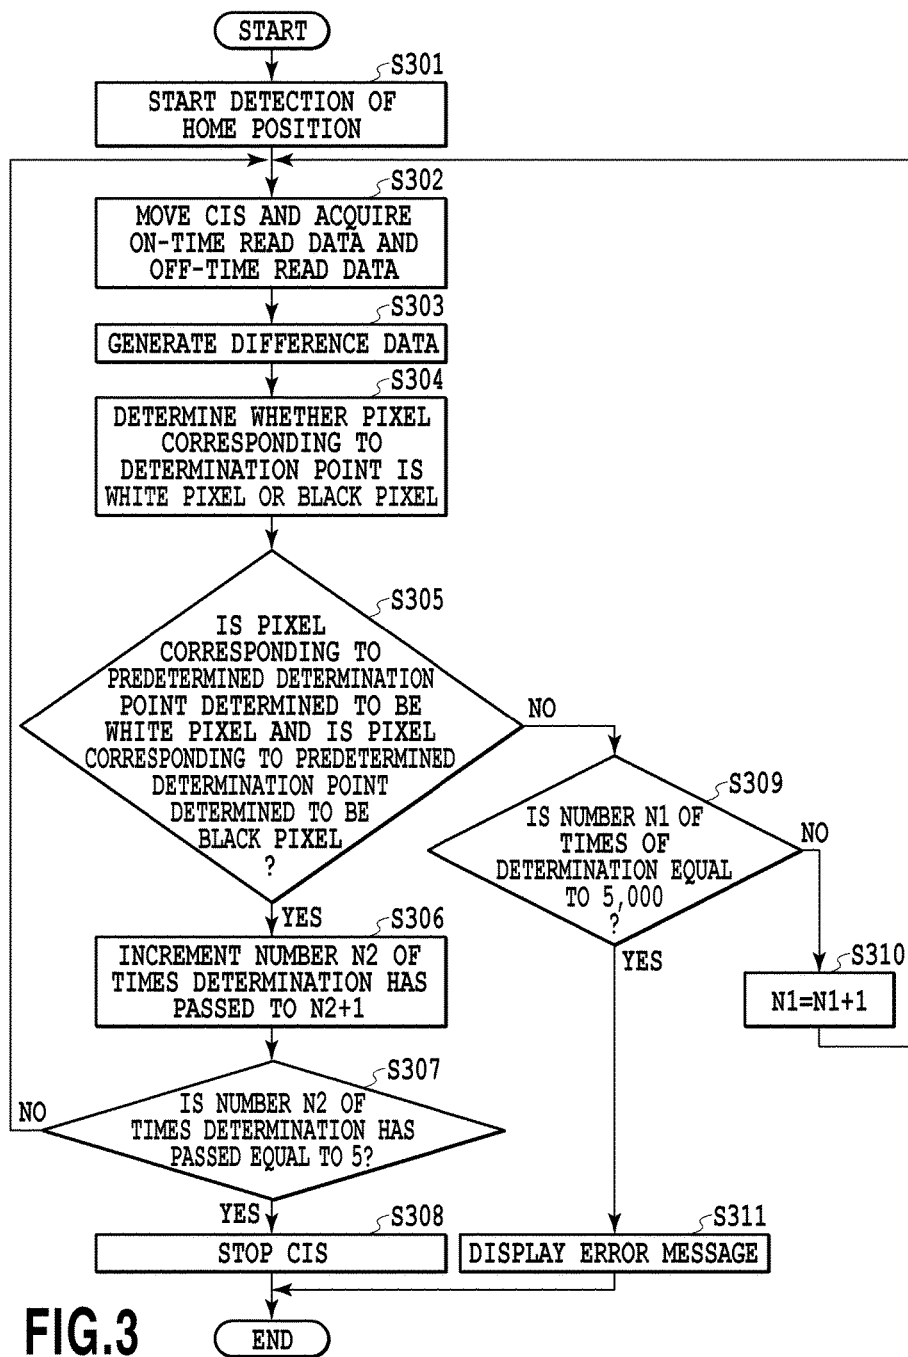 START
S301
START DETECTION OF
HOME POSITION
S302
MOVE CIS AND ACQUIRE
ON-TIME READ DATA AND
OFF-TIME READ DATA
S303
GENERATE DIFFERENCE DATA
S304
DETERMINE WHETHER PIXEL
CORRESPONDING TO
DETERMINATION POINT IS
WHITE PIXEL OR BLACK PIXEL
S305
IS PIXEL
CORRESPONDING TO
PREDETERMINED DETERMINATION
POINT DETERMINED TO BE
WHITE PIXEL AND IS PIXEL
CORRESPONDING TO PREDETERMINED
DETERMINATION POINT
DETERMINED TO BE
BLACK PIXEL
?
NO
S309
IS NUMBER N1 OF
TIMES OF
DETERMINATION EQUAL
TO 5,000
?
NO
YES
S310
N1=N1+1
YES
S306
INCREMENT NUMBER N2 OF
TIMES DETERMINATION HAS
PASSED TO N2+1
S307
IS NUMBER N2 OF
TIMES DETERMINATION HAS
PASSED EQUAL TO 5?
NO
YES
S308
STOP CIS
S311
DISPLAY ERROR MESSAGE
END
FIG.3